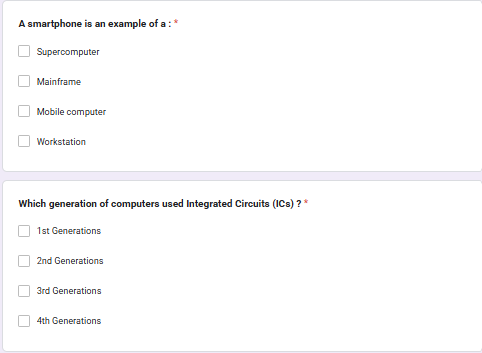 A smartphone is an example of a : *
Supercomputer
Mainframe
Mobile computer
Workstation
Which generation of computers used Integrated Circuits (ICs) ? *
1st Generations
2nd Generations
3rd Generations
4th Generations